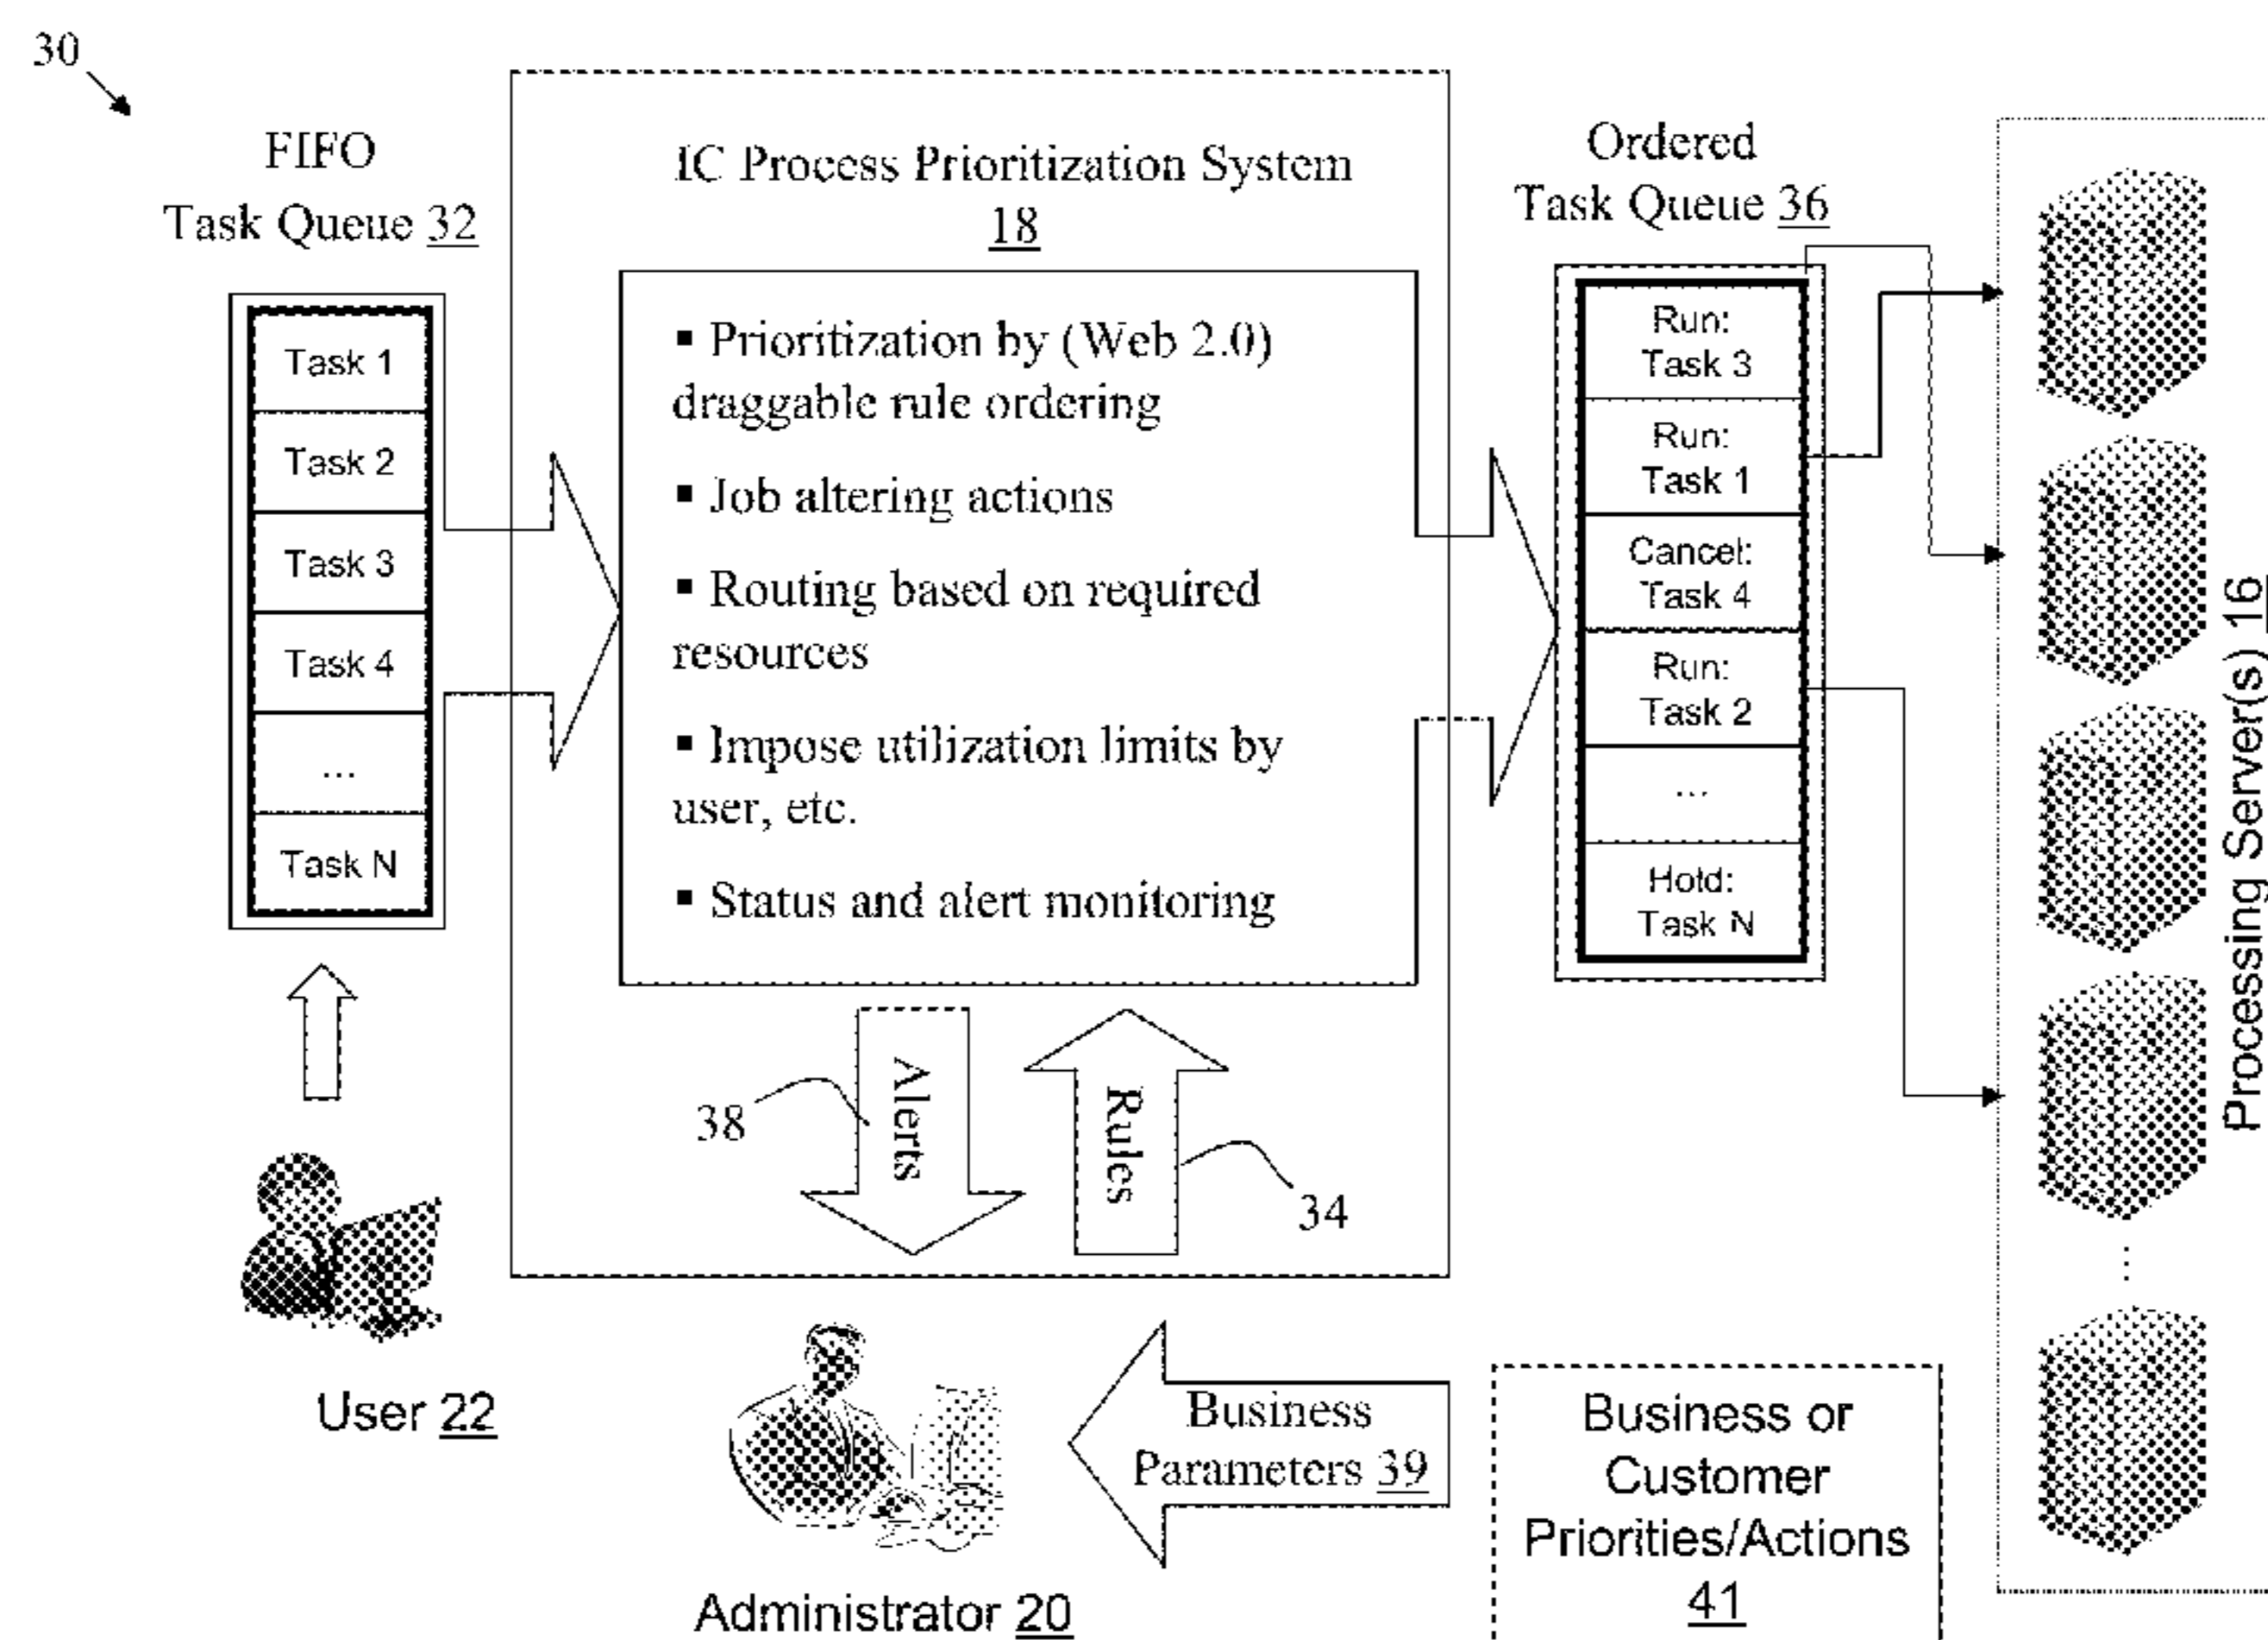 30
FIFO
Task Queue 32
Task 1
Task 2
Task 3
Task 4
...
Task N
User 22
IC Process Prioritization System
18
▪ Prioritization by (Web 2.0)
draggable rule ordering
▪ Job altering actions
▪ Routing based on required
resources
▪ Impose utilization limits by
user, etc.
▪ Status and alert monitoring
38
Alerts
Rules
34
Administrator 20
Business
Parameters 39
Business or
Customer
Priorities/Actions
41
Ordered
Task Queue 36
Run:
Task 3
Run:
Task 1
Cancel:
Task 4
Run:
Task 2
...
Hold:
Task N
Processing Server(s) 16